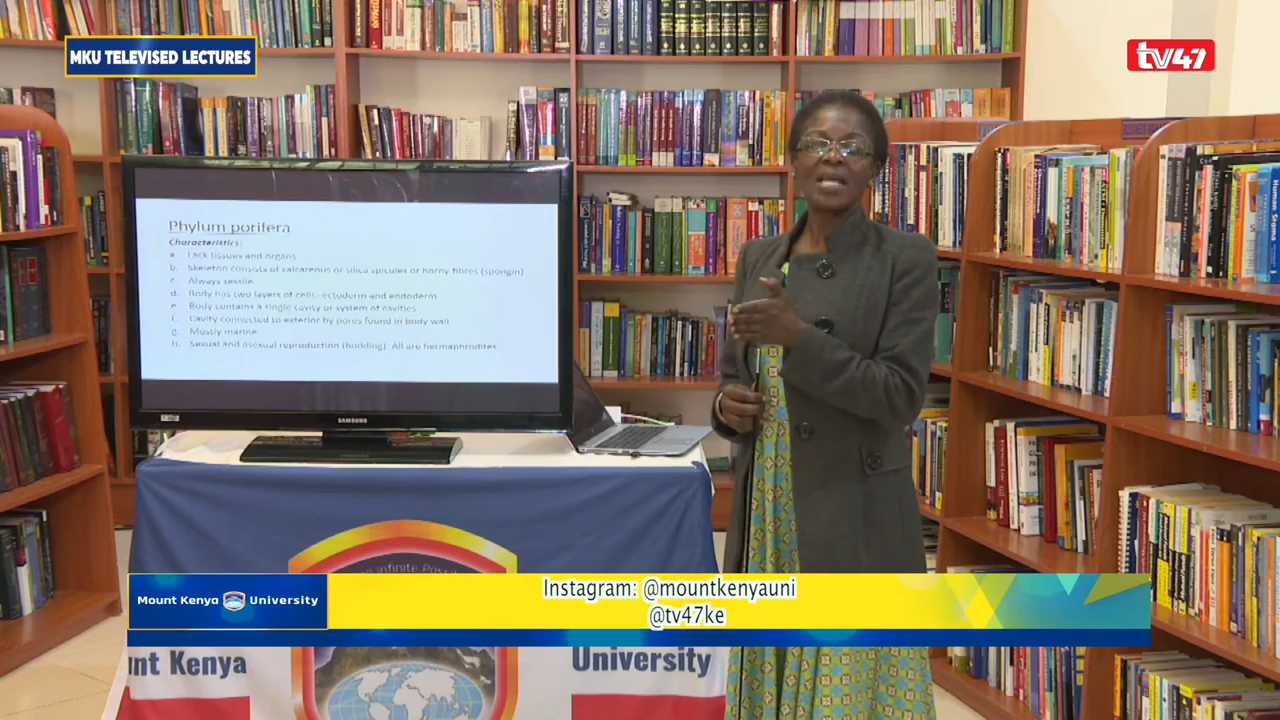 MKU TELEVISED LECTURES
tv47
Phylum porifera
Characteristics:
a. Lack tissues and organs
b. Skeleton consists of calcareous or silica spicules or horny fibres (spongin)
c. Always sessile
d. Body has two layers of cells- ectoderm and endoderm
e. Body contains a single cavity or system of cavities
f. Cavity connected to exterior by pores found in body wall
g. Mostly marine
h. Sexual and asexual reproduction (budding). All are hermaphrodites
SAMSUNG
Infinite
Mount Kenya University
Instagram: @mountkenyauni
@tv47ke
nt Kenya
University